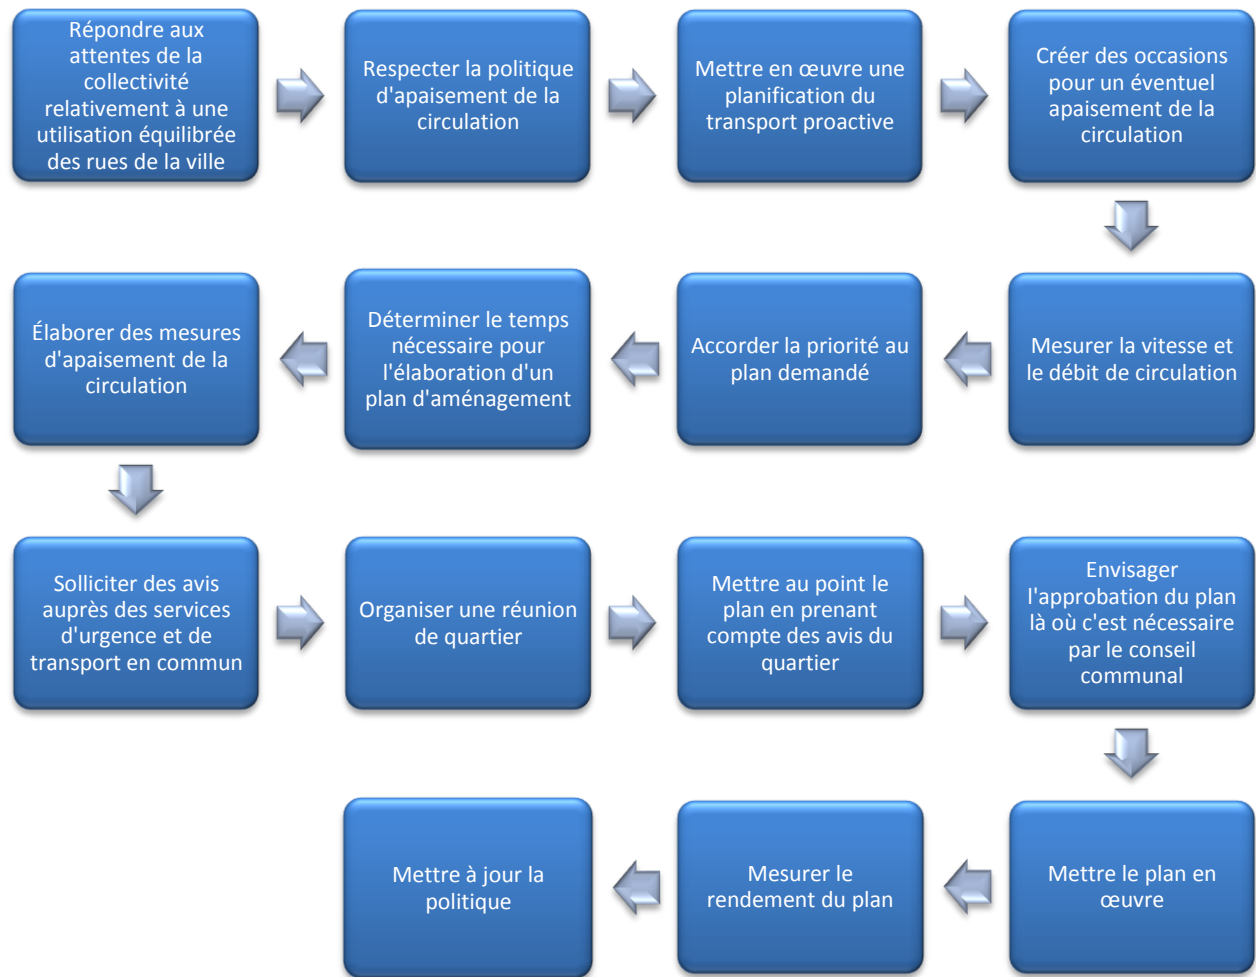 Répondre aux
attentes de la
collectivité
relativement à une
utilisation équilibrée
des rues de la ville
Respecter la politique
d'apaisement de la
circulation
Mettre en œuvre une
planification du
transport proactive
Créer des occasions
pour un éventuel
apaisement de la
circulation
Mesurer la vitesse et
le débit de circulation
Accorder la priorité au
plan demandé
Déterminer le temps
nécessaire pour
l'élaboration d'un
plan d'aménagement
Élaborer des mesures
d'apaisement de la
circulation
Solliciter des avis
auprès des services
d'urgence et de
transport en commun
Organiser une réunion
de quartier
Mettre au point le
plan en prenant
compte des avis du
quartier
Envisager
l'approbation du plan
là où c'est nécessaire
par le conseil
communal
Mettre le plan en
œuvre
Mesurer le
rendement du plan
Mettre à jour la
politique